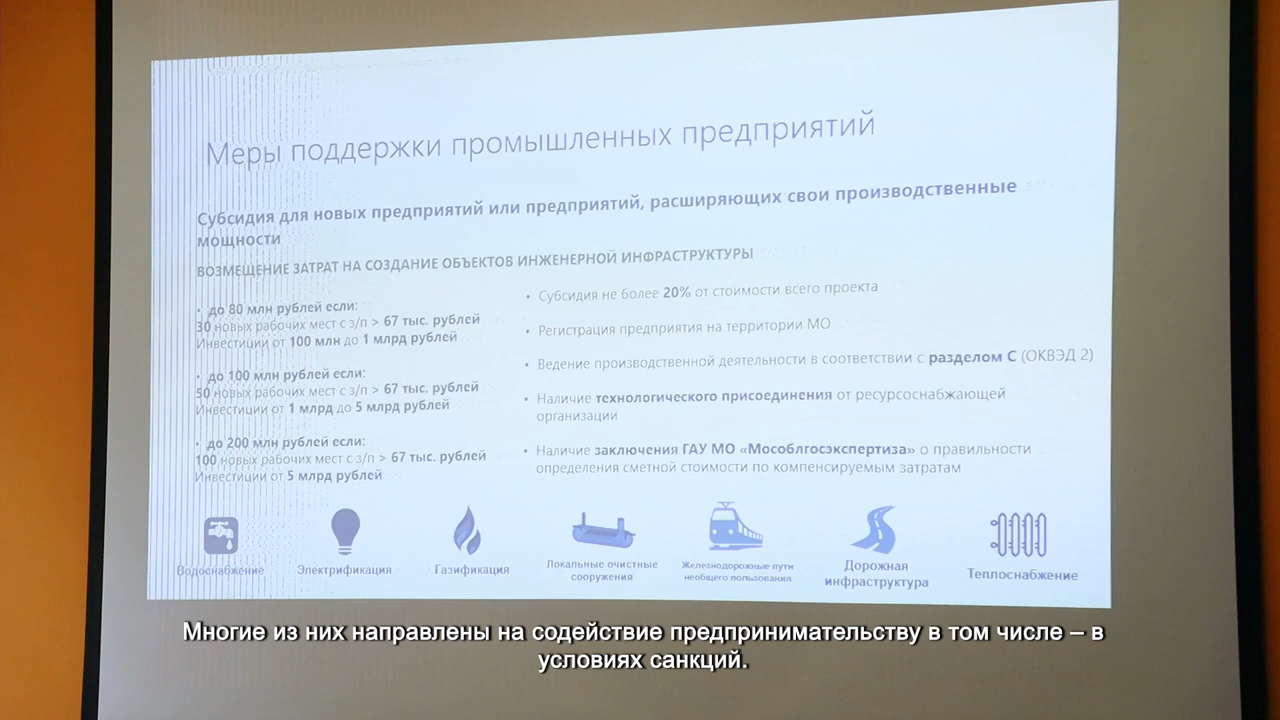 Меры поддержки промышленных предприятий
Субсидия для новых предприятий или предприятий, расширяющих свои производственные
мощности
ВОЗМЕЩЕНИЕ ЗАТРАТ НА СОЗДАНИЕ ОБЪЕКТОВ ИНЖЕНЕРНОЙ ИНФРАСТРУКТУРЫ
• до 80 млн рублей если:
30 новых рабочих мест с з/п > 67 тыс. рублей
Инвестиции от 100 млн до 1 млрд рублей
• до 100 млн рублей если:
50 новых рабочих мест с з/п > 67 тыс. рублей
Инвестиции от 1 млрд до 5 млрд рублей
• до 200 млн рублей если:
100 новых рабочих мест с з/п > 67 тыс. рублей
Инвестиции от 5 млрд рублей
• Субсидия не более 20% от стоимости всего проекта
• Регистрация предприятия на территории МО
• Ведение производственной деятельности в соответствии с разделом С (ОКВЭД 2)
• Наличие технологического присоединения от ресурсоснабжающей
организации
• Наличие заключения ГАУ МО «Мособлгосэкспертиза» о правильности
определения сметной стоимости по компенсируемым затратам
Водоснабжение
Электрификация
Газификация
Локальные очистные
сооружения
Железнодорожные пути
необщего пользования
Дорожная
инфраструктура
Теплоснабжение
Многие из них направлены на содействие предпринимательству в том числе – в
условиях санкций.